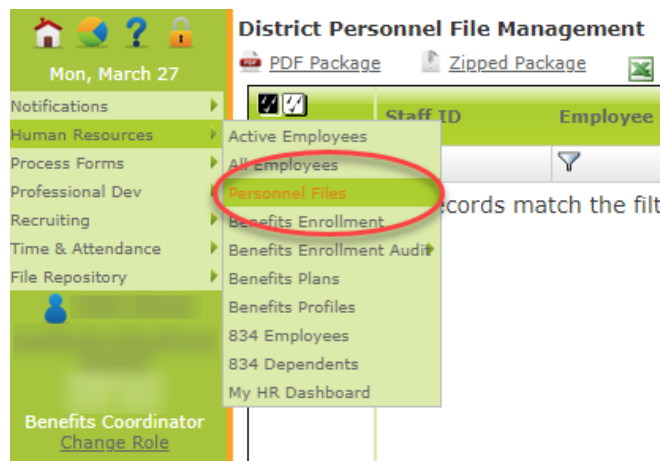 District Personnel File Management
PDF Package
Zipped Package
Mon, March 27
Staff ID
Employee
Notifications
Human Resources
Process Forms
Professional Dev
Recruiting
Time & Attendance
File Repository
Active Employees
All Employees
Personnel Files
Benefits Enrollment
Benefits Enrollment Audit
Benefits Plans
Benefits Profiles
834 Employees
834 Dependents
My HR Dashboard
ecords match the filt
Benefits Coordinator
Change Role